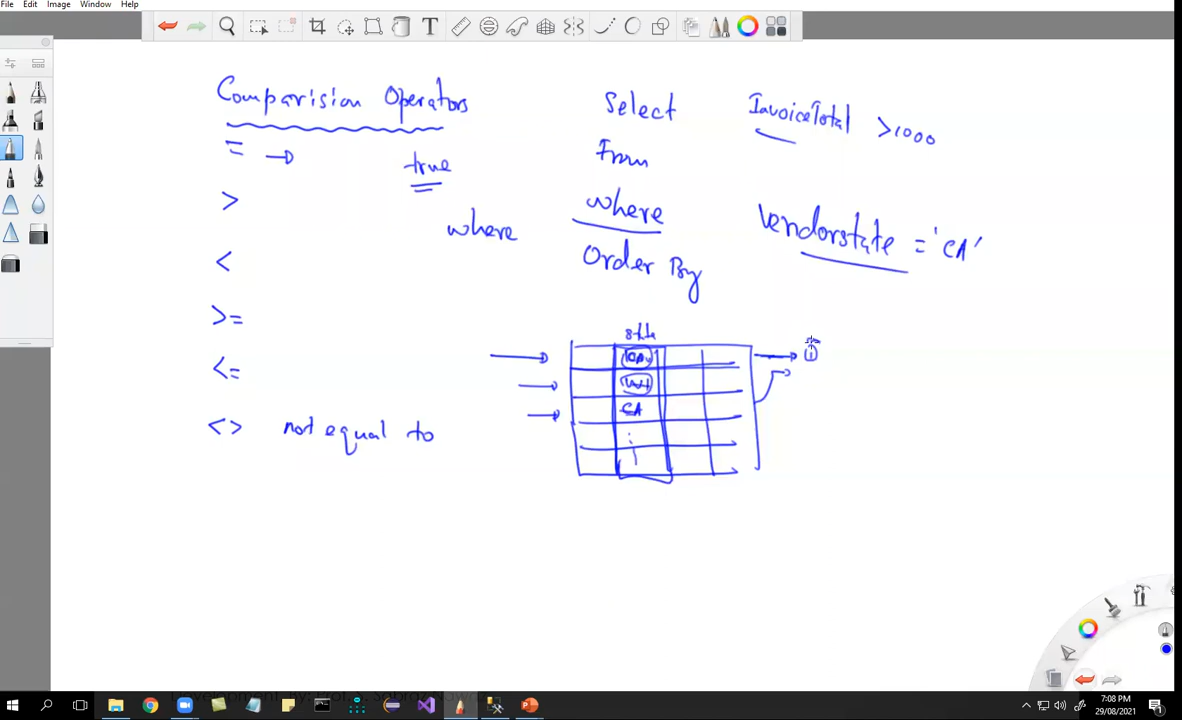 File Edit Image Window Help
Comparision Operators
=
>
<
>=
<=
<> not equal to
true
where
Select
From
where
Order By
InvoiceTotal >1000
Vendorstate = 'CA'
CA
7:08 PM
29/08/2021